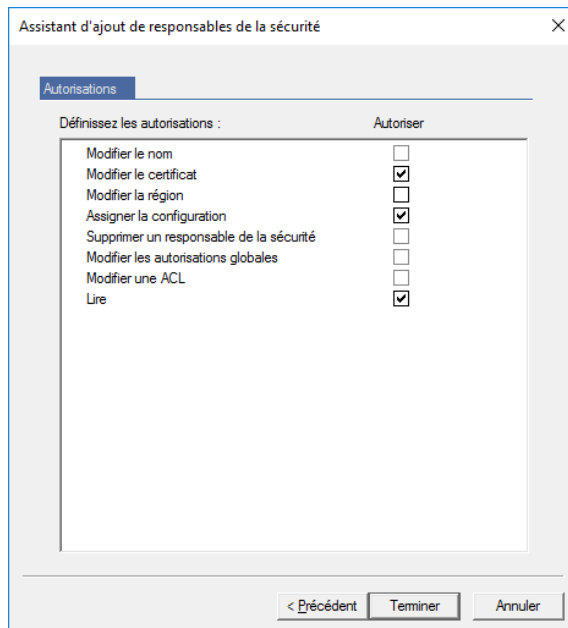 Assistant d'ajout de responsables de la sécurité
Autorisations
Définissez les autorisations : Autoriser
Modifier le nom
Modifier le certificat
Modifier la région
Assigner la configuration
Supprimer un responsable de la sécurité
Modifier les autorisations globales
Modifier une ACL
Lire
< Précédent Terminer Annuler